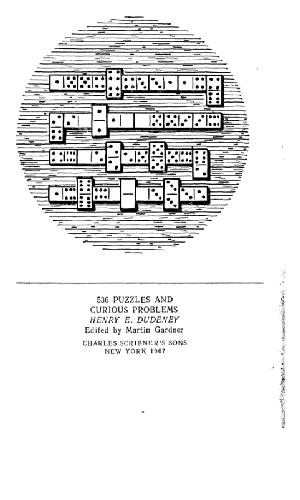 536 PUZZLES AND
CURIOUS PROBLEMS
HENRY E. DUDENEY
Edited by Martin Gardner
CHARLES SCRIBNER'S SONS
NEW YORK 1967